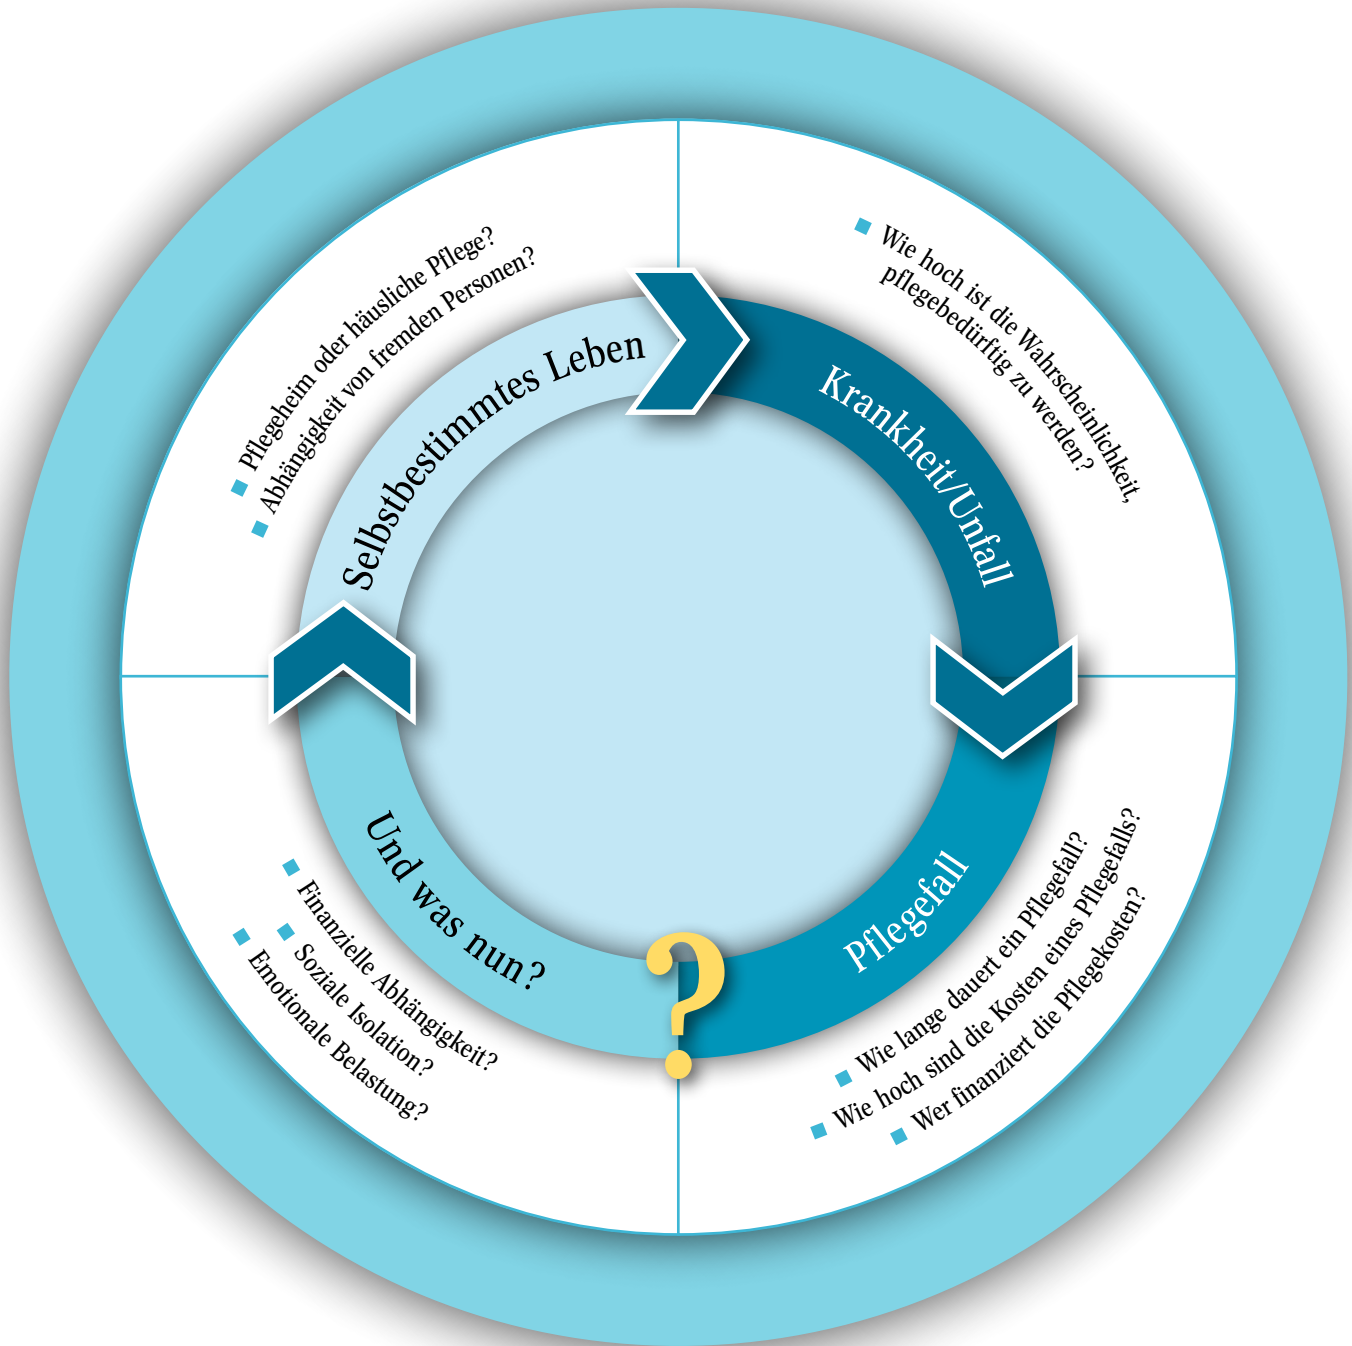 Pflegeheim oder häusliche Pflege?
Abhängigkeit von fremden Personen?
Selbstbestimmtes Leben
Wie hoch ist die Wahrscheinlichkeit,
pflegebedürftig zu werden?
Krankheit/Unfall
Pflegefall
Wie lange dauert ein Pflegefall?
Wie hoch sind die Kosten eines Pflegefalls?
Wer finanziert die Pflegekosten?
?
Und was nun?
Finanzielle Abhängigkeit?
Soziale Isolation?
Emotionale Belastung?